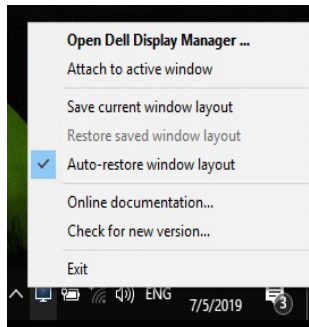 Open Dell Display Manager ...
Attach to active window
Save current window layout
Restore saved window layout
Auto-restore window layout
Online documentation...
Check for new version...
Exit
ENG
7/5/2019
3